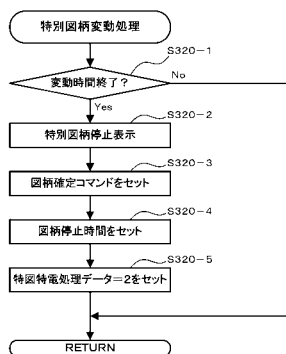 特別図柄変動処理
S320-1
変動時間終了?
No
Yes
S320-2
特別図柄停止表示
S320-3
図柄確定コマンドをセット
S320-4
図柄停止時間をセット
S320-5
特図特電処理データ=2をセット
RETURN